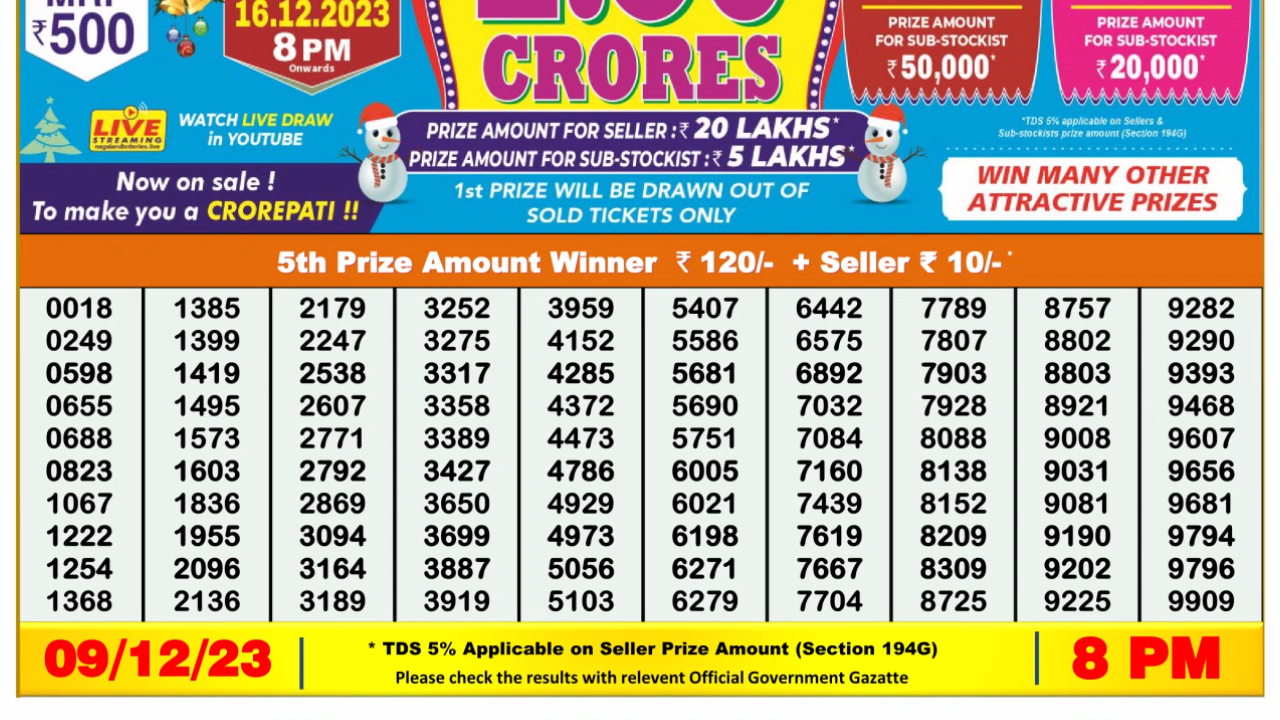 MRP
₹500
16.12.2023
8 PM
Onwards
CRORES
PRIZE AMOUNT
FOR SUB-STOCKIST
₹ 50,000*
PRIZE AMOUNT
FOR SUB-STOCKIST
₹ 20,000*
LIVE
STREAMING
nagalandlotteries.live
WATCH LIVE DRAW
in YOUTUBE
PRIZE AMOUNT FOR SELLER :₹ 20 LAKHS*
PRIZE AMOUNT FOR SUB-STOCKIST :₹ 5 LAKHS*
*TDS 5% applicable on Sellers &
Sub-stockists prize amount (Section 194G)
Now on sale !
To make you a CROREPATI !!
1st PRIZE WILL BE DRAWN OUT OF
SOLD TICKETS ONLY
WIN MANY OTHER
ATTRACTIVE PRIZES
5th Prize Amount Winner ₹ 120/- + Seller ₹ 10/-*
0018 1385 2179 3252 3959 5407 6442 7789 8757 9282
0249 1399 2247 3275 4152 5586 6575 7807 8802 9290
0598 1419 2538 3317 4285 5681 6892 7903 8803 9393
0655 1495 2607 3358 4372 5690 7032 7928 8921 9468
0688 1573 2771 3389 4473 5751 7084 8088 9008 9607
0823 1603 2792 3427 4786 6005 7160 8138 9031 9656
1067 1836 2869 3650 4929 6021 7439 8152 9081 9681
1222 1955 3094 3699 4973 6198 7619 8209 9190 9794
1254 2096 3164 3887 5056 6271 7667 8309 9202 9796
1368 2136 3189 3919 5103 6279 7704 8725 9225 9909
09/12/23
* TDS 5% Applicable on Seller Prize Amount (Section 194G)
Please check the results with relevent Official Government Gazatte
8 PM